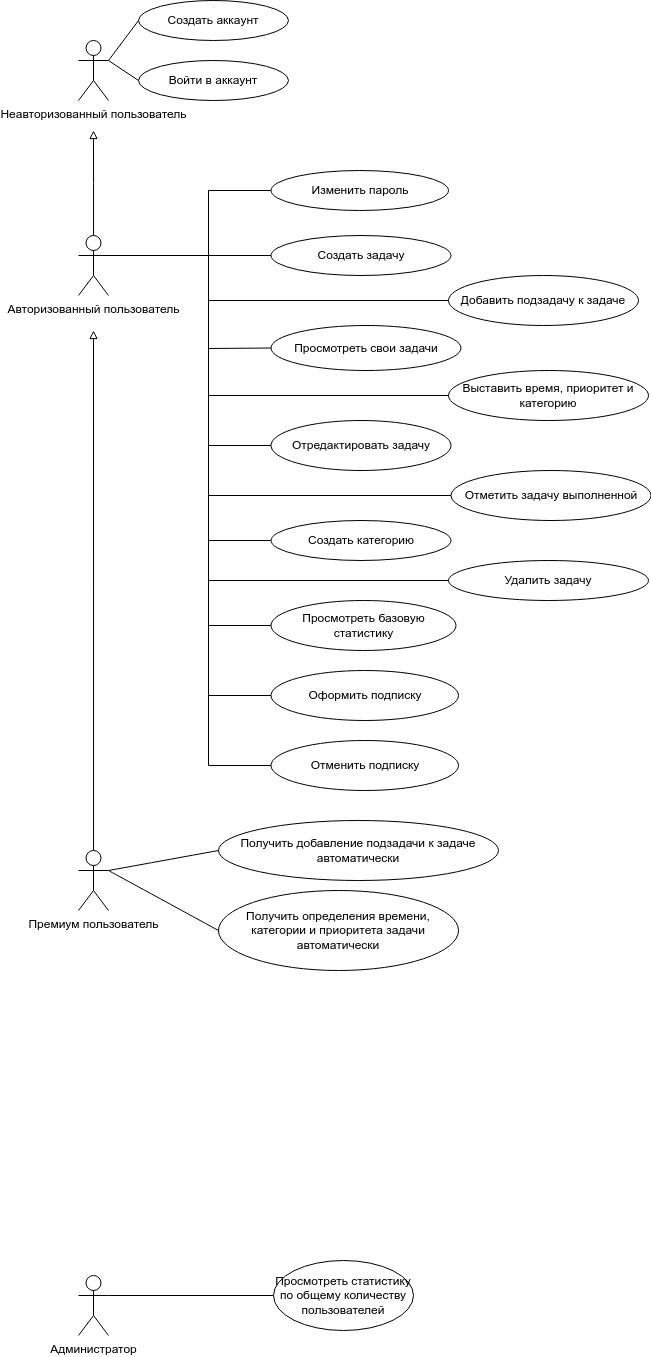 Создать аккаунт
Войти в аккаунт
Неавторизованный пользователь
Изменить пароль
Создать задачу
Авторизованный пользователь
Добавить подзадачу к задаче
Просмотреть свои задачи
Выставить время, приоритет и
категорию
Отредактировать задачу
Отметить задачу выполненной
Создать категорию
Удалить задачу
Просмотреть базовую
статистику
Оформить подписку
Отменить подписку
Получить добавление подзадачи к задаче
автоматически
Премиум пользователь
Получить определения времени,
категории и приоритета задачи
автоматически
Просмотреть статистику
по общему количеству
пользователей
Администратор